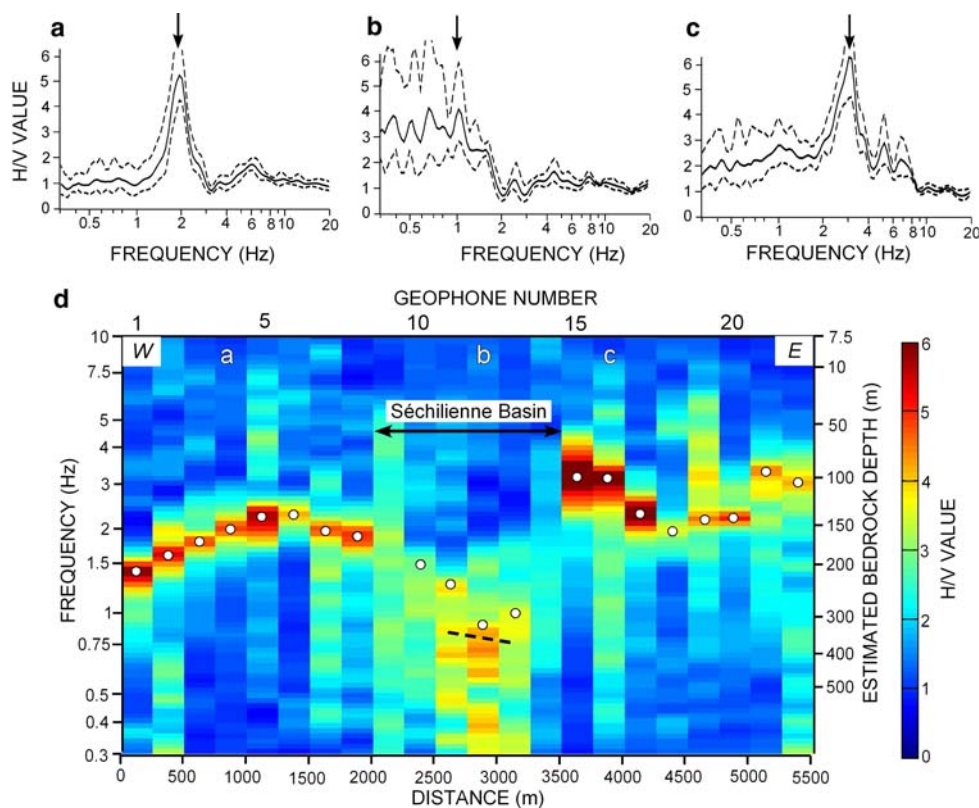 a
b
c
H/V VALUE
6
5
4
3
2
1
0
6
5
4
3
2
1
0
6
5
4
3
2
1
0
0.5 1 2 4 6 8 10 20
0.5 1 2 4 6 8 10 20
0.5 1 2 4 6 8 10 20
FREQUENCY (Hz)
FREQUENCY (Hz)
FREQUENCY (Hz)
d
GEOPHONE NUMBER
1 5 10 15 20
W a b c E
Séchilienne Basin
FREQUENCY (Hz)
10
7.5
5
4
3
2
1.5
1
0.75
0.5
0.4
0.3
ESTIMATED BEDROCK DEPTH (m)
7.5
10
50
100
150
200
300
400
500
H/V VALUE
6
5
4
3
2
1
0
0 500 1000 1500 2000 2500 3000 3500 4000 4500 5000 5500
DISTANCE (m)